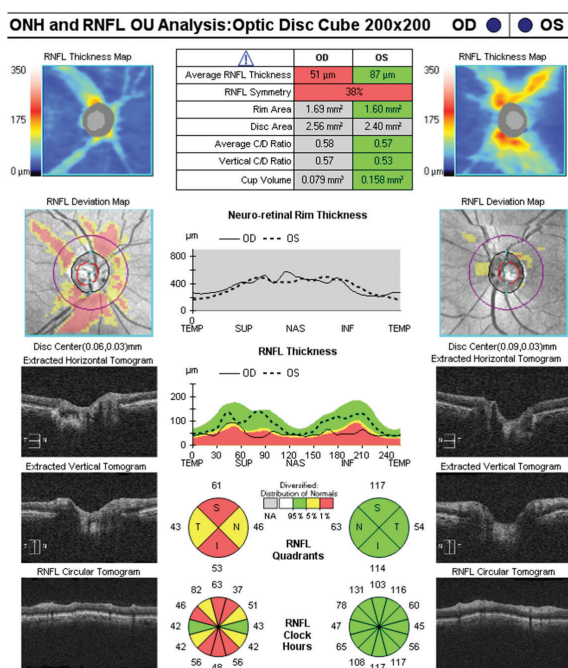 ONH and RNFL OU Analysis:Optic Disc Cube 200x200 OD OS
RNFL Thickness Map
350
175
0 µm
OD OS
Average RNFL Thickness 51 µm 87 µm
RNFL Symmetry 38%
Rim Area 1.69 mm² 1.60 mm²
Disc Area 2.56 mm² 2.40 mm²
Average C/D Ratio 0.58 0.57
Vertical C/D Ratio 0.57 0.53
Cup Volume 0.079 mm³ 0.158 mm³
RNFL Thickness Map
350
175
0 µm
RNFL Deviation Map
Disc Center(0.06,0.03)mm
Neuro-retinal Rim Thickness
µm OD OS
800
400
0
TEMP SUP NAS INF TEMP
RNFL Deviation Map
Disc Center(0.09,0.03)mm
Extracted Horizontal Tomogram
T N
RNFL Thickness
µm OD OS
200
100
0
0 30 60 90 120 150 180 210 240
TEMP SUP NAS INF TEMP
Extracted Horizontal Tomogram
Extracted Vertical Tomogram
61
S
43 T N 46
I
53
Diversified:
Distribution of Normals
NA 95% 5% 1%
RNFL
Quadrants
117
S
63 T N 54
I
114
Extracted Vertical Tomogram
RNFL Circular Tomogram
63
82 37
46 51
42 43
42 42
56 56
48
RNFL
Clock
Hours
103
131 116
78 60
47 45
65 56
108 117
117
RNFL Circular Tomogram